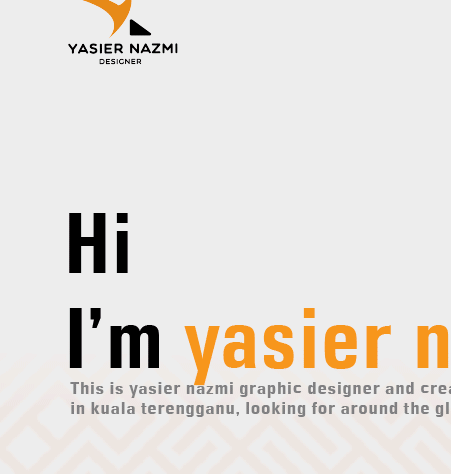 YASIER NAZMI
DESIGNER
Hi
I'm yasier n
This is yasier nazmi graphic designer and crea
in kuala terengganu, looking for around the gl